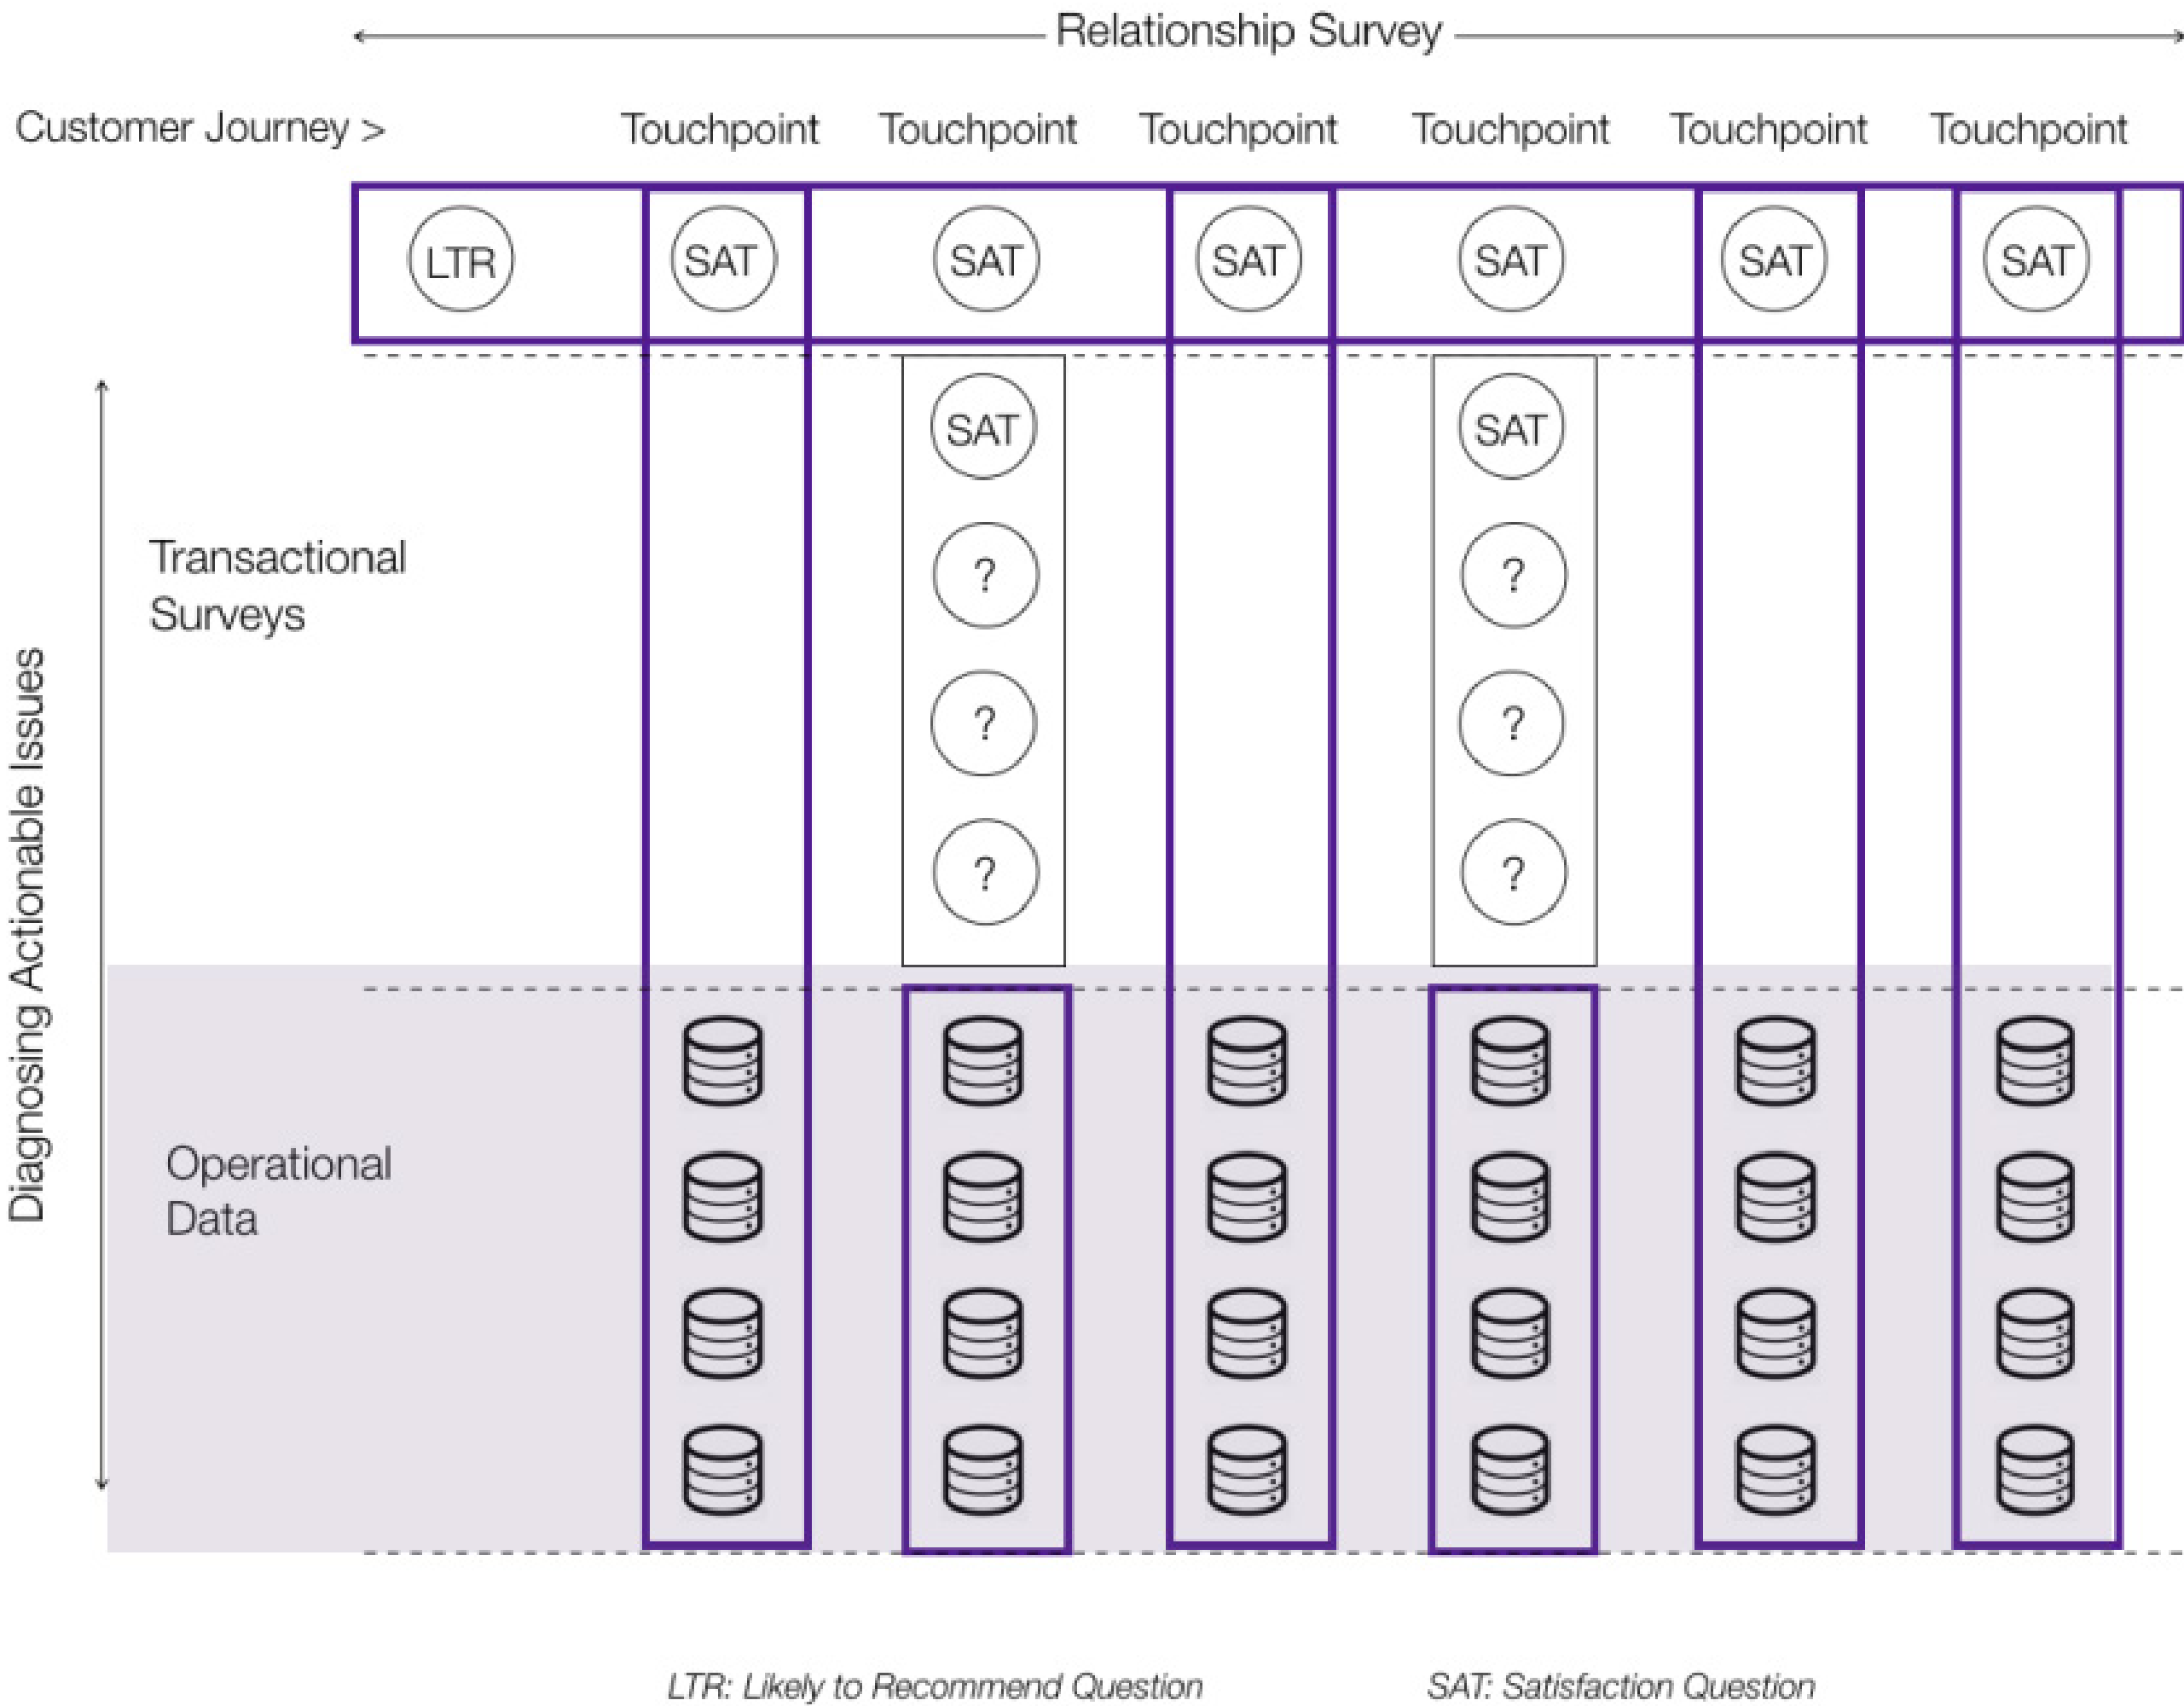 Relationship Survey
Customer Journey > Touchpoint Touchpoint Touchpoint Touchpoint Touchpoint Touchpoint
LTR SAT SAT SAT SAT SAT SAT
SAT SAT
? ?
? ?
? ?
Transactional
Surveys
Diagnosing Actionable Issues
Operational
Data
LTR: Likely to Recommend Question SAT: Satisfaction Question